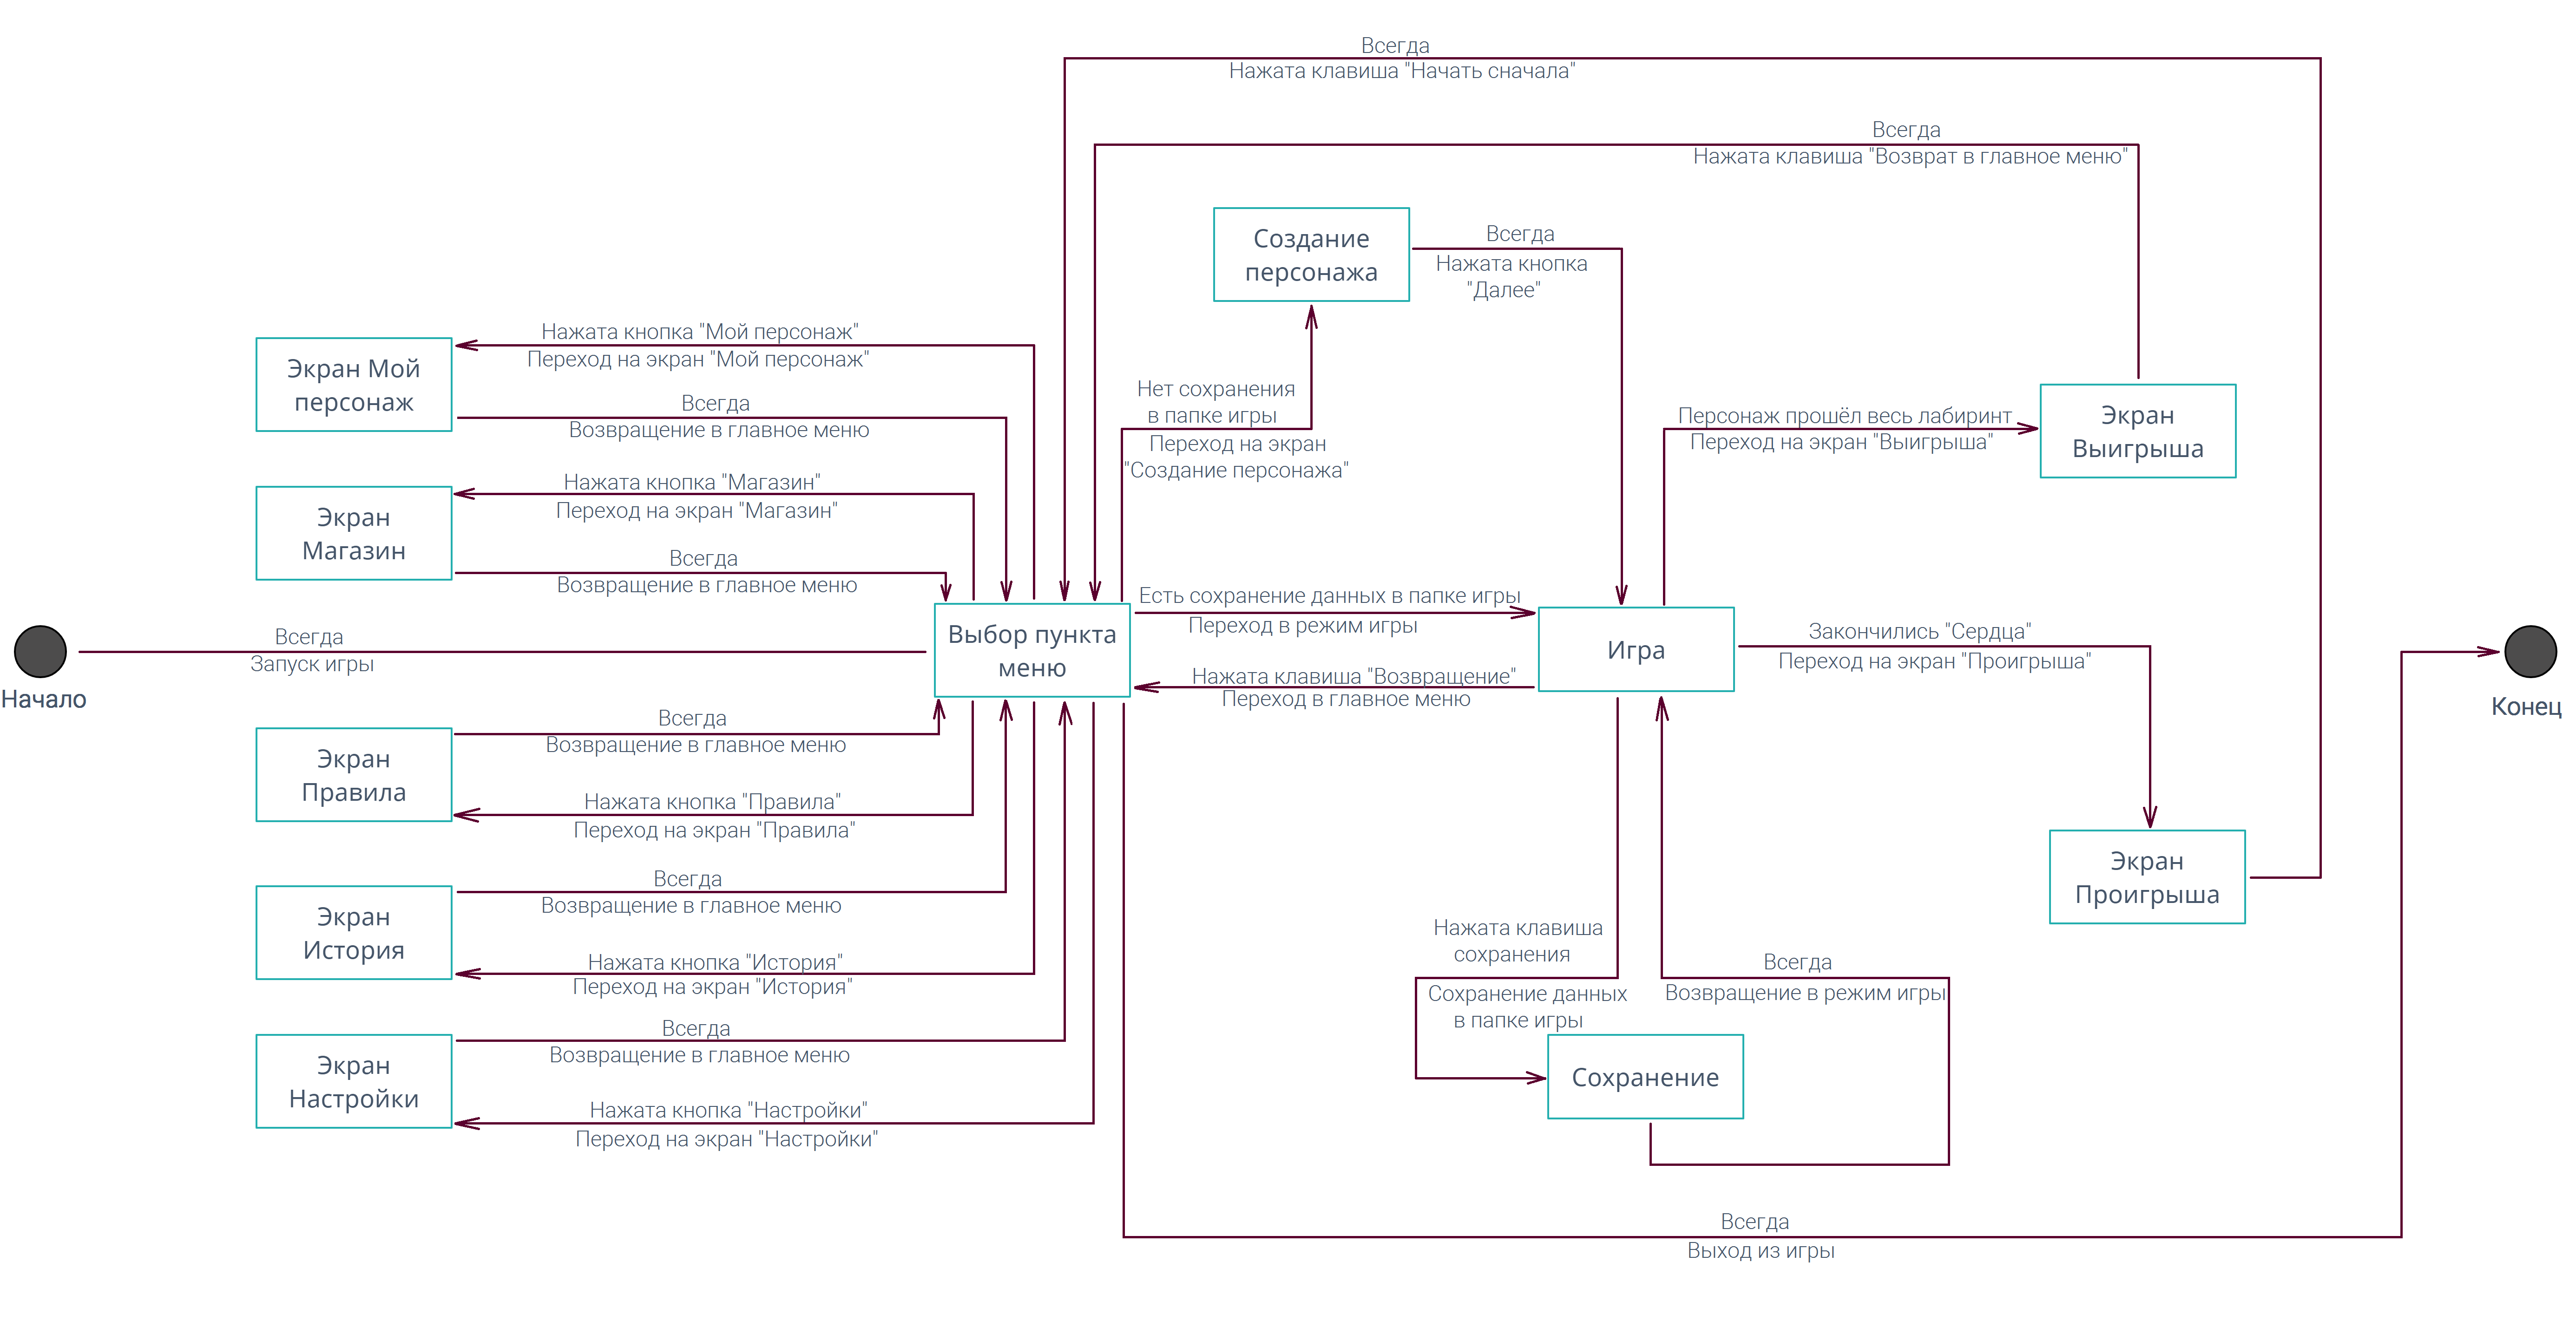 Всегда
Нажата клавиша "Начать сначала"
Всегда
Нажата клавиша "Возврат в главное меню"
Создание
персонажа
Всегда
Нажата кнопка
"Далее"
Нажата кнопка "Мой персонаж"
Переход на экран "Мой персонаж"
Экран Мой
персонаж
Всегда
Возвращение в главное меню
Нет сохранения
в папке игры
Переход на экран
"Создание персонажа"
Персонаж прошёл весь лабиринт
Переход на экран "Выигрыша"
Экран
Выигрыша
Нажата кнопка "Магазин"
Переход на экран "Магазин"
Экран
Магазин
Всегда
Возвращение в главное меню
Всегда
Запуск игры
Начало
Выбор пункта
меню
Есть сохранение данных в папке игры
Переход в режим игры
Нажата клавиша "Возвращение"
Переход в главное меню
Игра
Закончились "Сердца"
Переход на экран "Проигрыша"
Конец
Всегда
Возвращение в главное меню
Экран
Правила
Нажата кнопка "Правила"
Переход на экран "Правила"
Экран
Проигрыша
Всегда
Возвращение в главное меню
Экран
История
Нажата кнопка "История"
Переход на экран "История"
Нажата клавиша
сохранения
Сохранение данных
в папке игры
Всегда
Возвращение в режим игры
Всегда
Возвращение в главное меню
Экран
Настройки
Нажата кнопка "Настройки"
Переход на экран "Настройки"
Сохранение
Всегда
Выход из игры